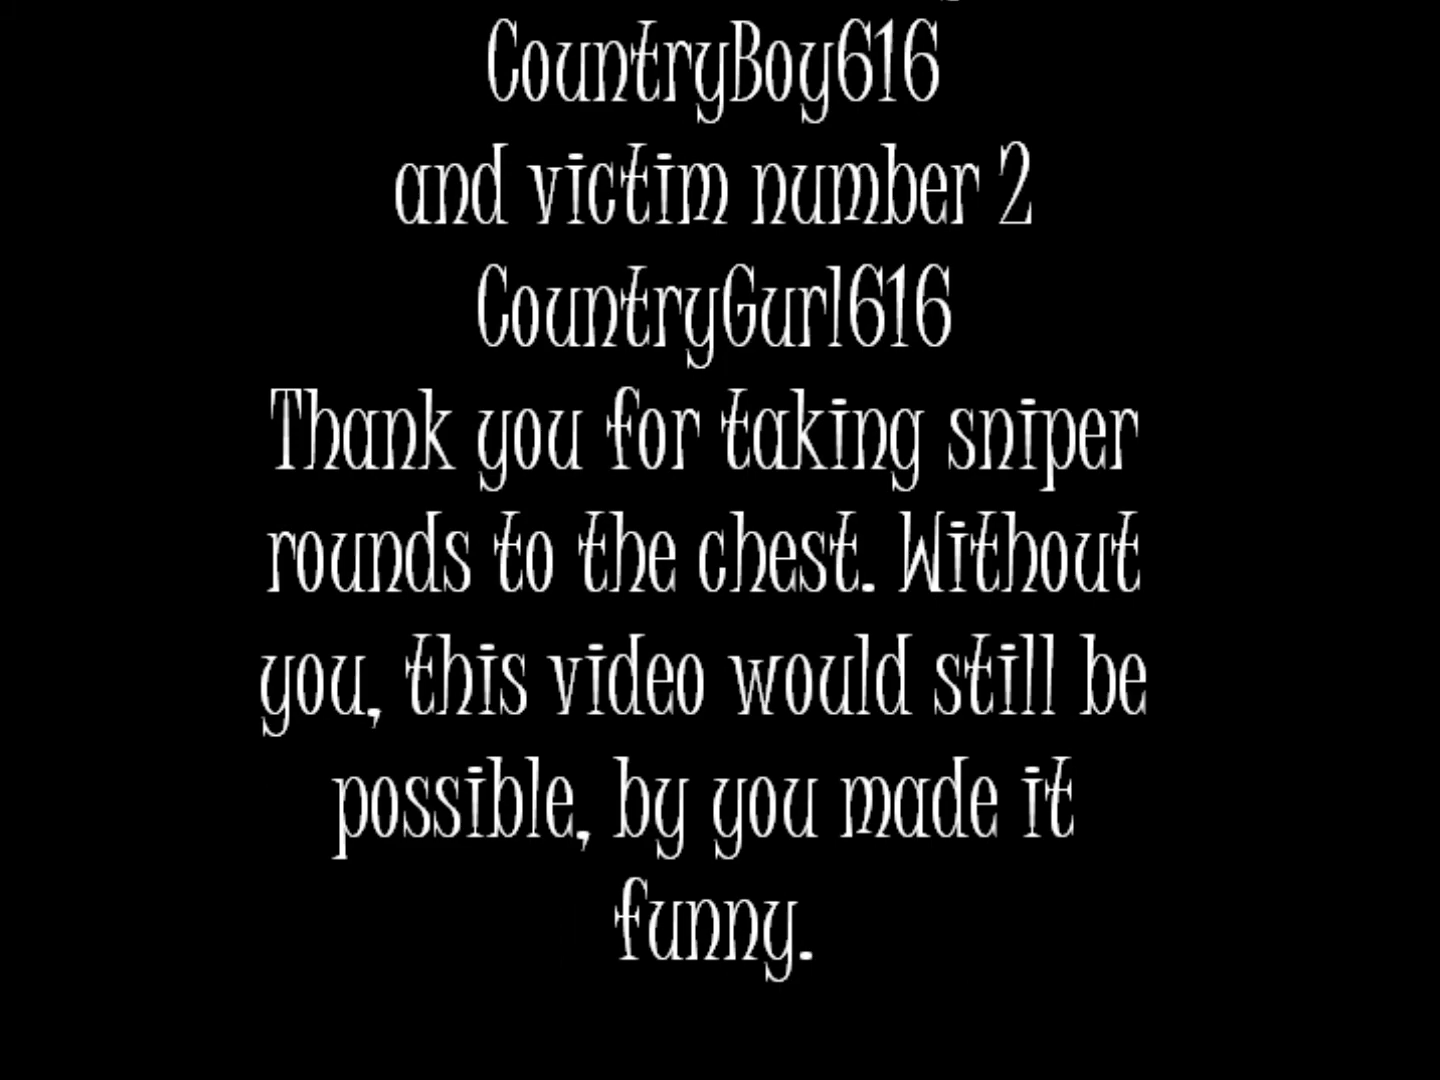 CountryBoy616
and victim number 2
CountryGurl616
Thank you for taking sniper
rounds to the chest. Without
you, this video would still be
possible, by you made it
funny.